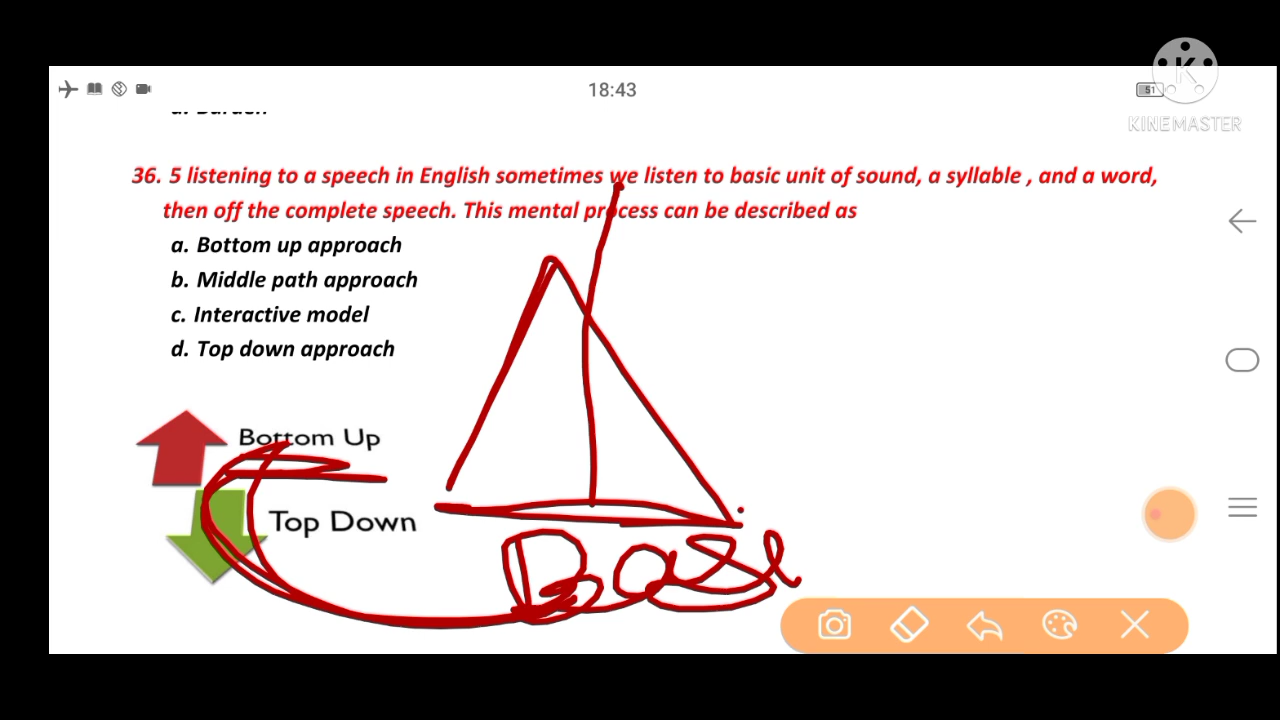 18:43
51
K
KINEMASTER
36. 5 listening to a speech in English sometimes we listen to basic unit of sound, a syllable , and a word,
then off the complete speech. This mental process can be described as
a. Bottom up approach
b. Middle path approach
c. Interactive model
d. Top down approach
Bottom Up
Top Down
Base